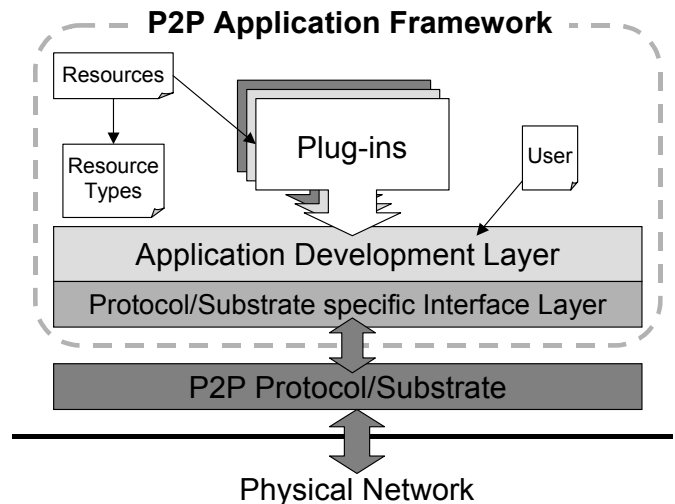 P2P Application Framework
Resources
Plug-ins
User
Resource
Types
Application Development Layer
Protocol/Substrate specific Interface Layer
P2P Protocol/Substrate
Physical Network